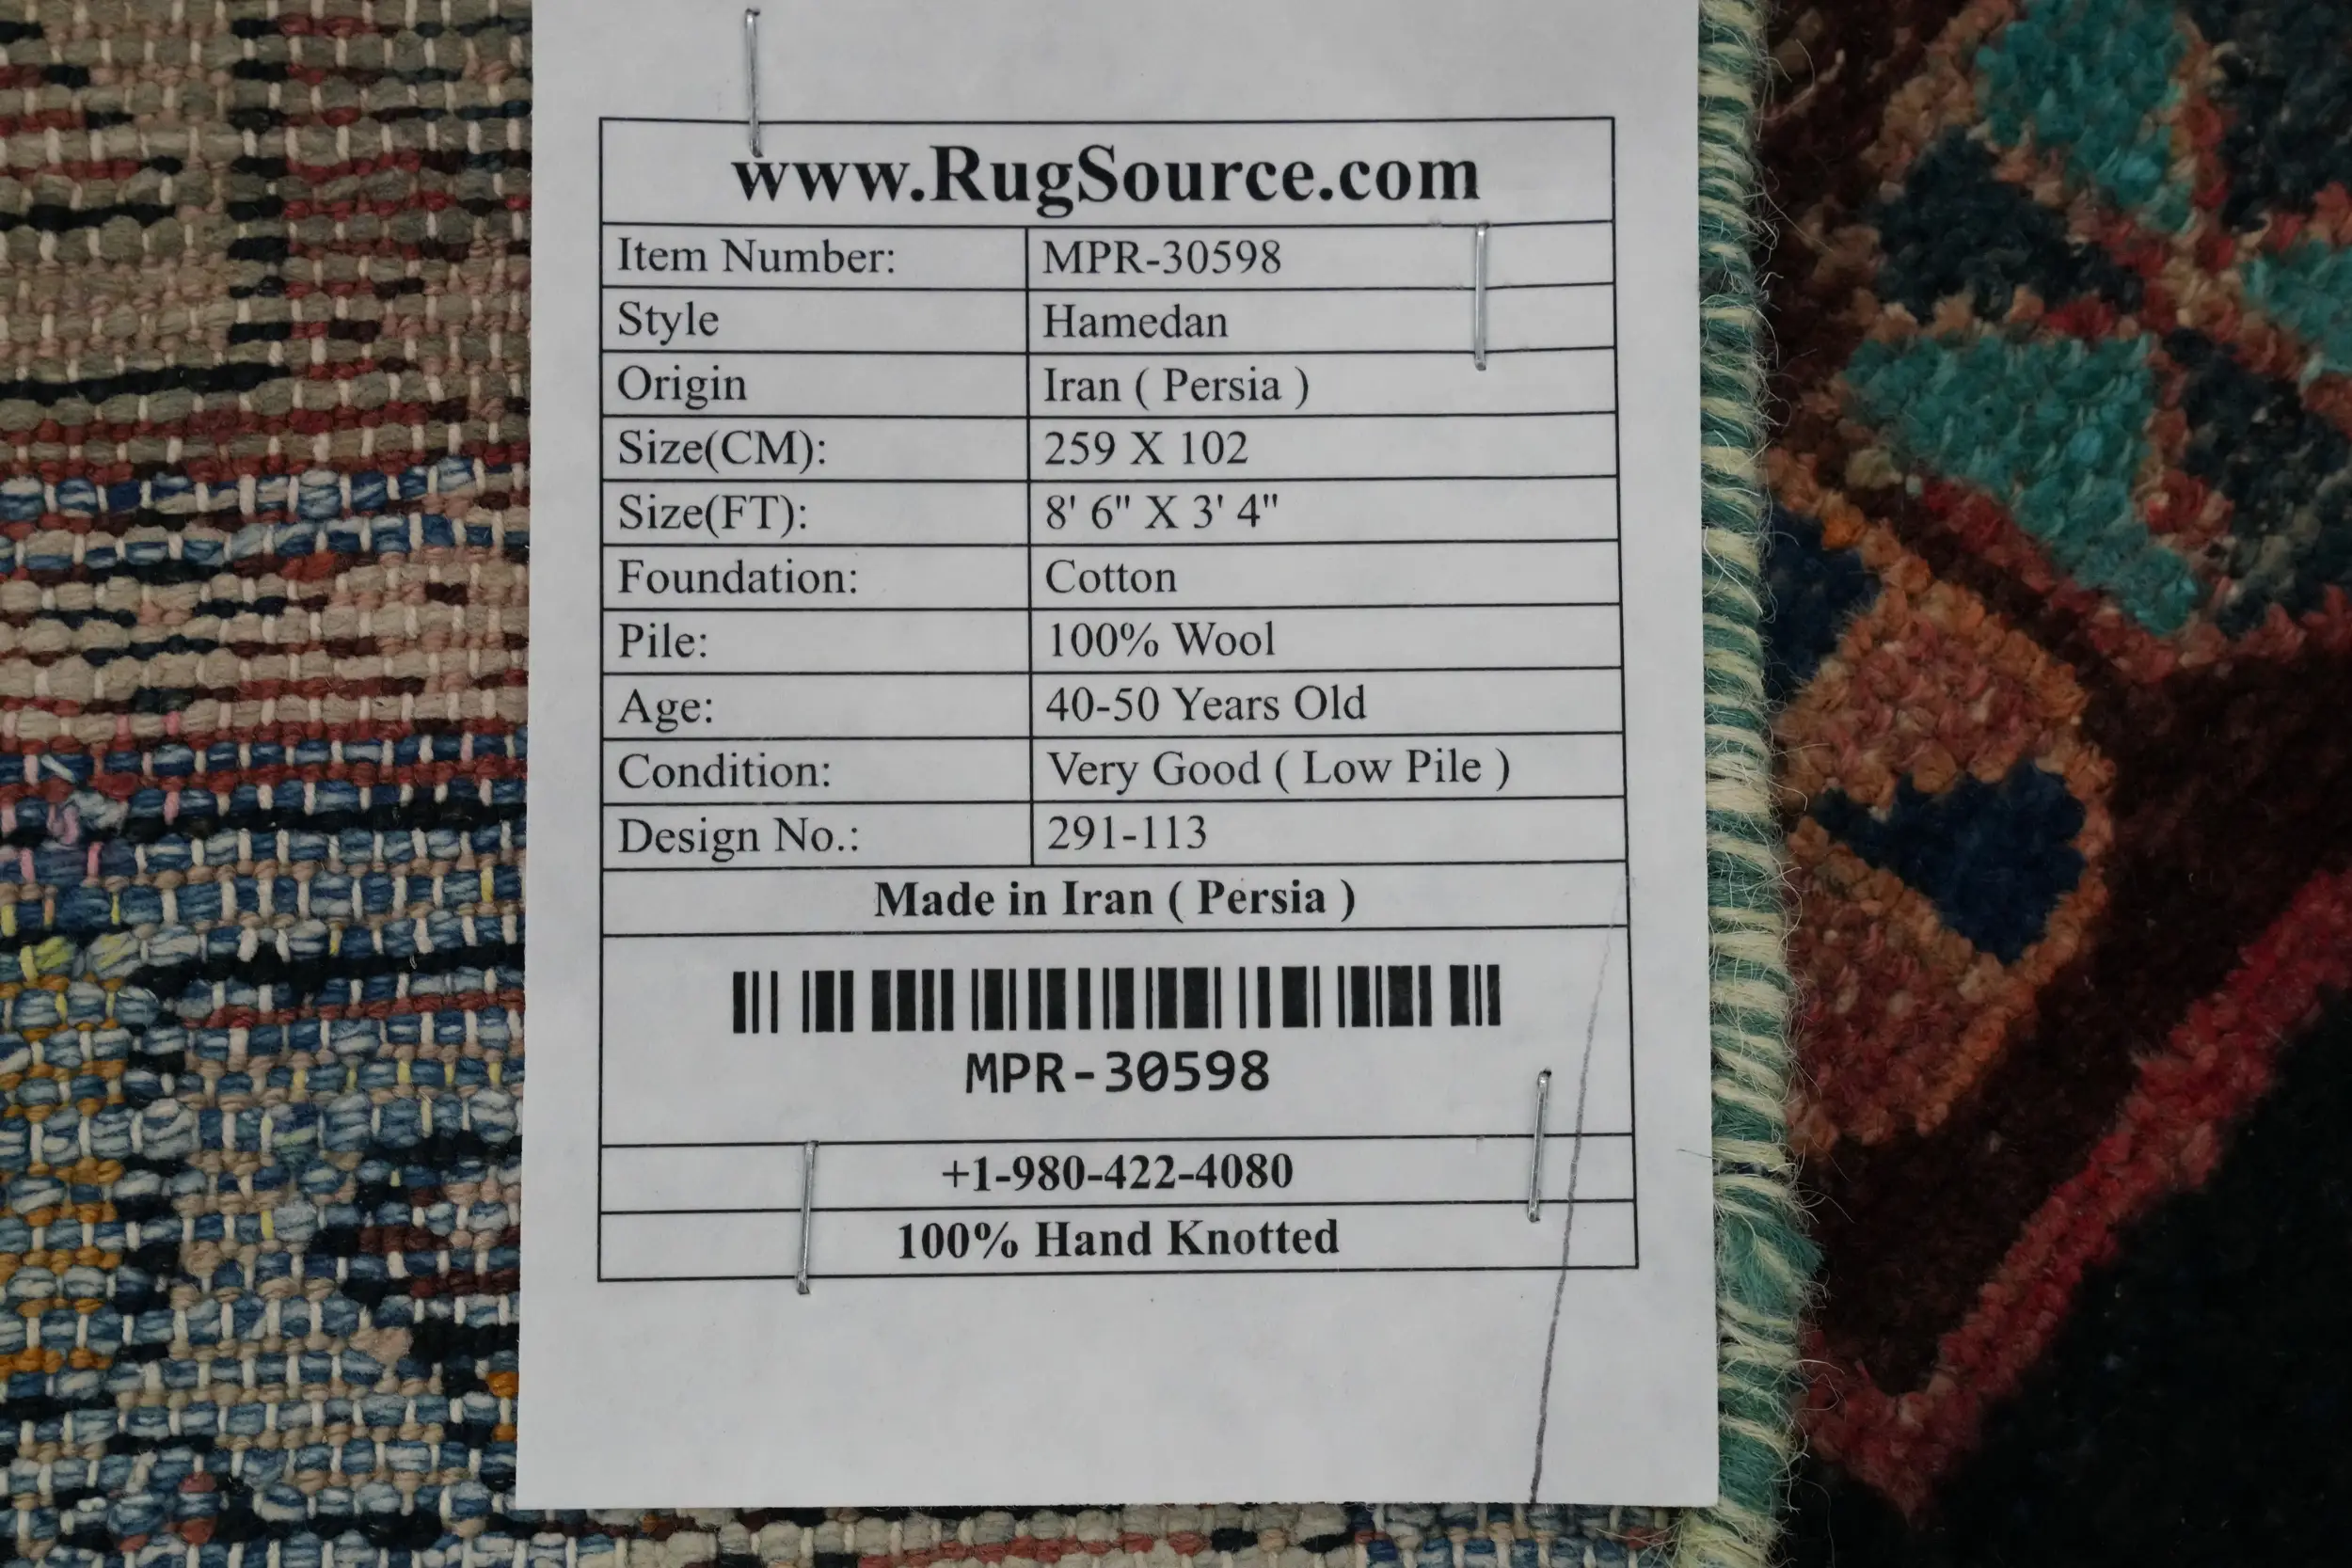 www.RugSource.com
Item Number: MPR-30598
Style Hamedan
Origin Iran ( Persia )
Size(CM): 259 X 102
Size(FT): 8' 6" X 3' 4"
Foundation: Cotton
Pile: 100% Wool
Age: 40-50 Years Old
Condition: Very Good ( Low Pile )
Design No.: 291-113
Made in Iran ( Persia )
MPR-30598
+1-980-422-4080
100% Hand Knotted